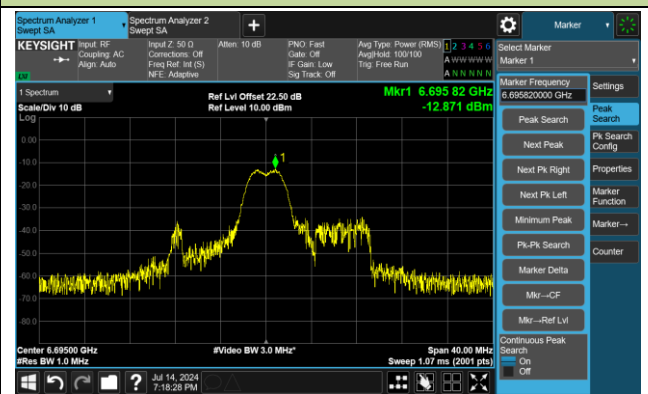 Spectrum Analyzer 1
Swept SA
Spectrum Analyzer 2
Swept SA
Marker
KEYSIGHT
Input: RF
Coupling: AC
Align: Auto
Input Z: 50 Ω
Corrections: Off
Freq Ref: Int (S)
NFE: Adaptive
Atten: 10 dB
PNO: Fast
Gate: Off
IF Gain: Low
Sig Track: Off
Avg Type: Power (RMS)
Avg|Hold: 100/100
Trig: Free Run
1 2 3 4 5 6
A W W W W W
A N N N N N
LXI
Select Marker
Marker 1
1 Spectrum
Scale/Div 10 dB
Log
Ref Lvl Offset 22.50 dB
Ref Level 10.00 dBm
Mkr1 6.695 82 GHz
-12.871 dBm
1
0.00
-10.0
-20.0
-30.0
-40.0
-50.0
-60.0
-70.0
-80.0
Center 6.69500 GHz
#Res BW 1.0 MHz
#Video BW 3.0 MHz*
Span 40.00 MHz
Sweep 1.07 ms (2001 pts)
Marker Frequency
6.695820000 GHz
Peak Search
Next Peak
Next Pk Right
Next Pk Left
Minimum Peak
Pk-Pk Search
Marker Delta
Mkr→CF
Mkr→Ref Lvl
Continuous Peak
Search
On
Off
Settings
Peak
Search
Pk Search
Config
Properties
Marker
Function
Marker→
Counter
Jul 14, 2024
7:18:28 PM